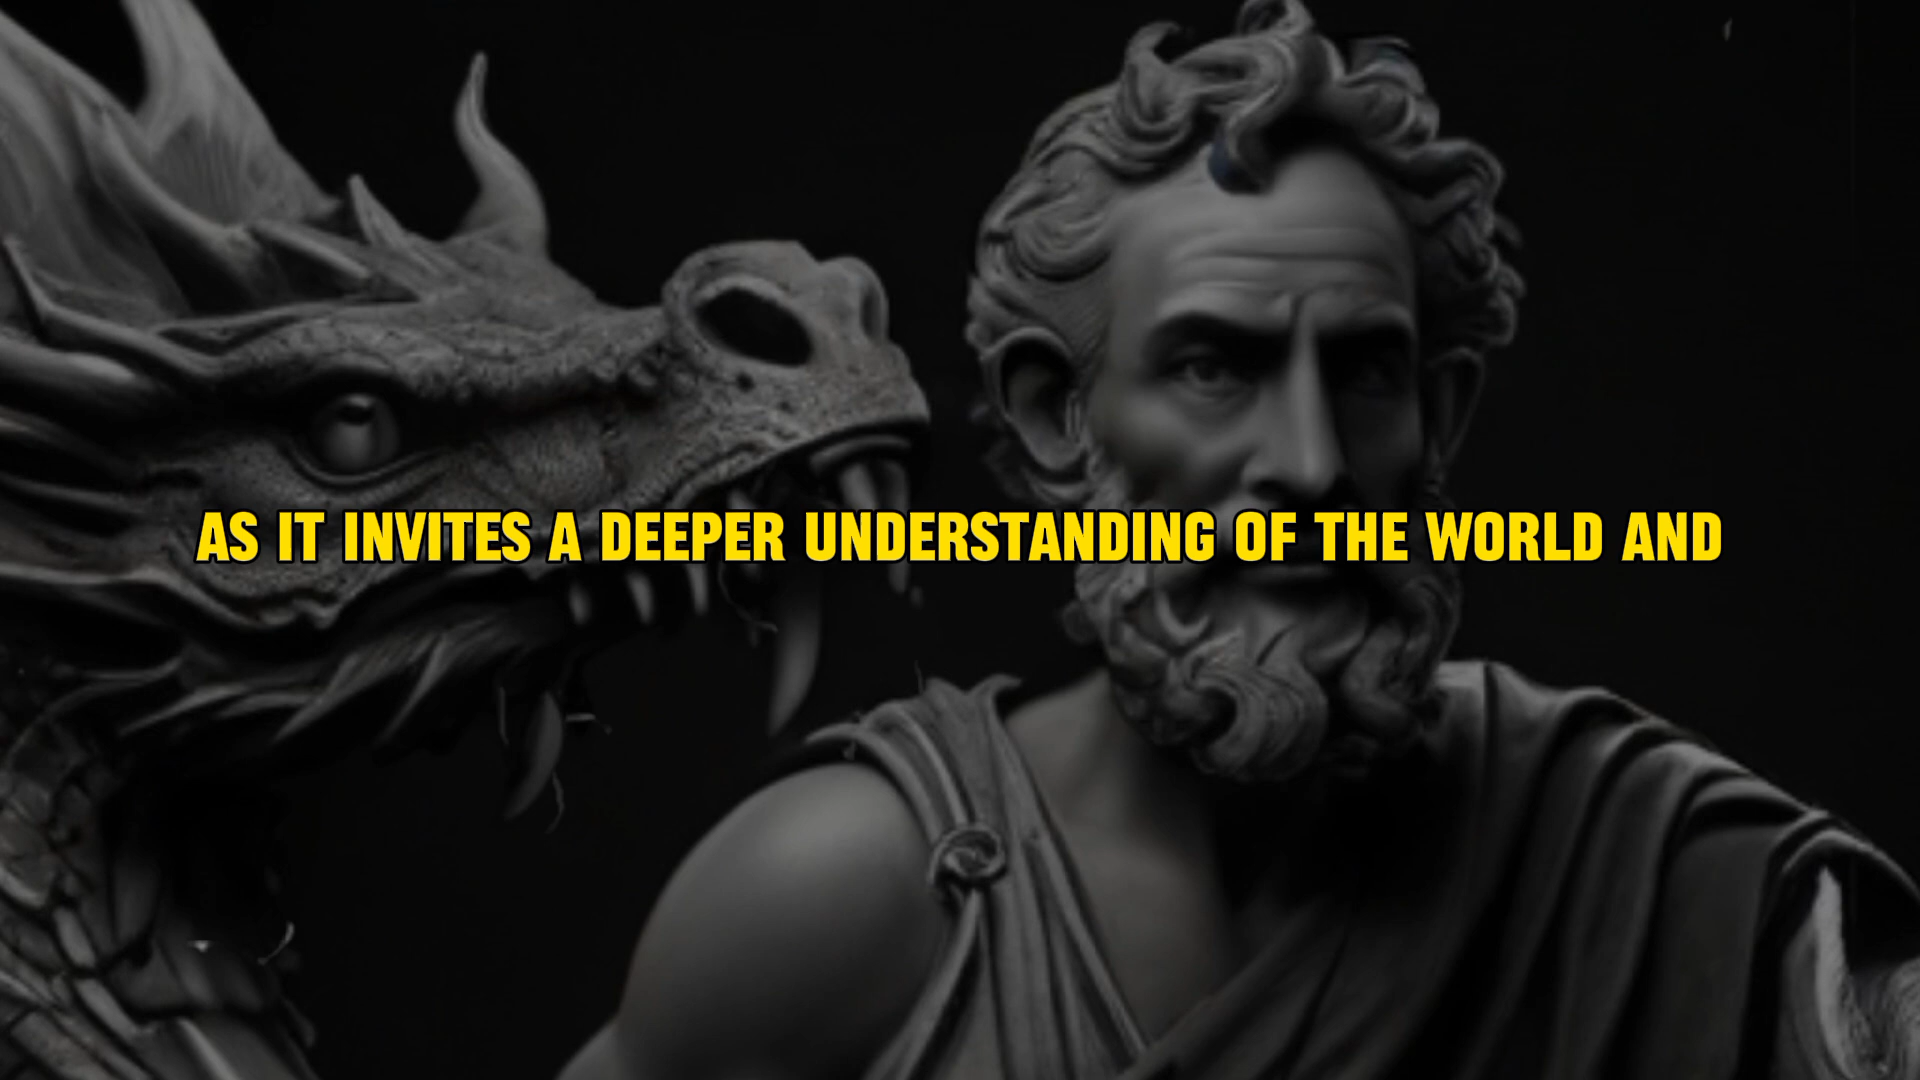 AS IT INVITES A DEEPER UNDERSTANDING OF THE WORLD AND